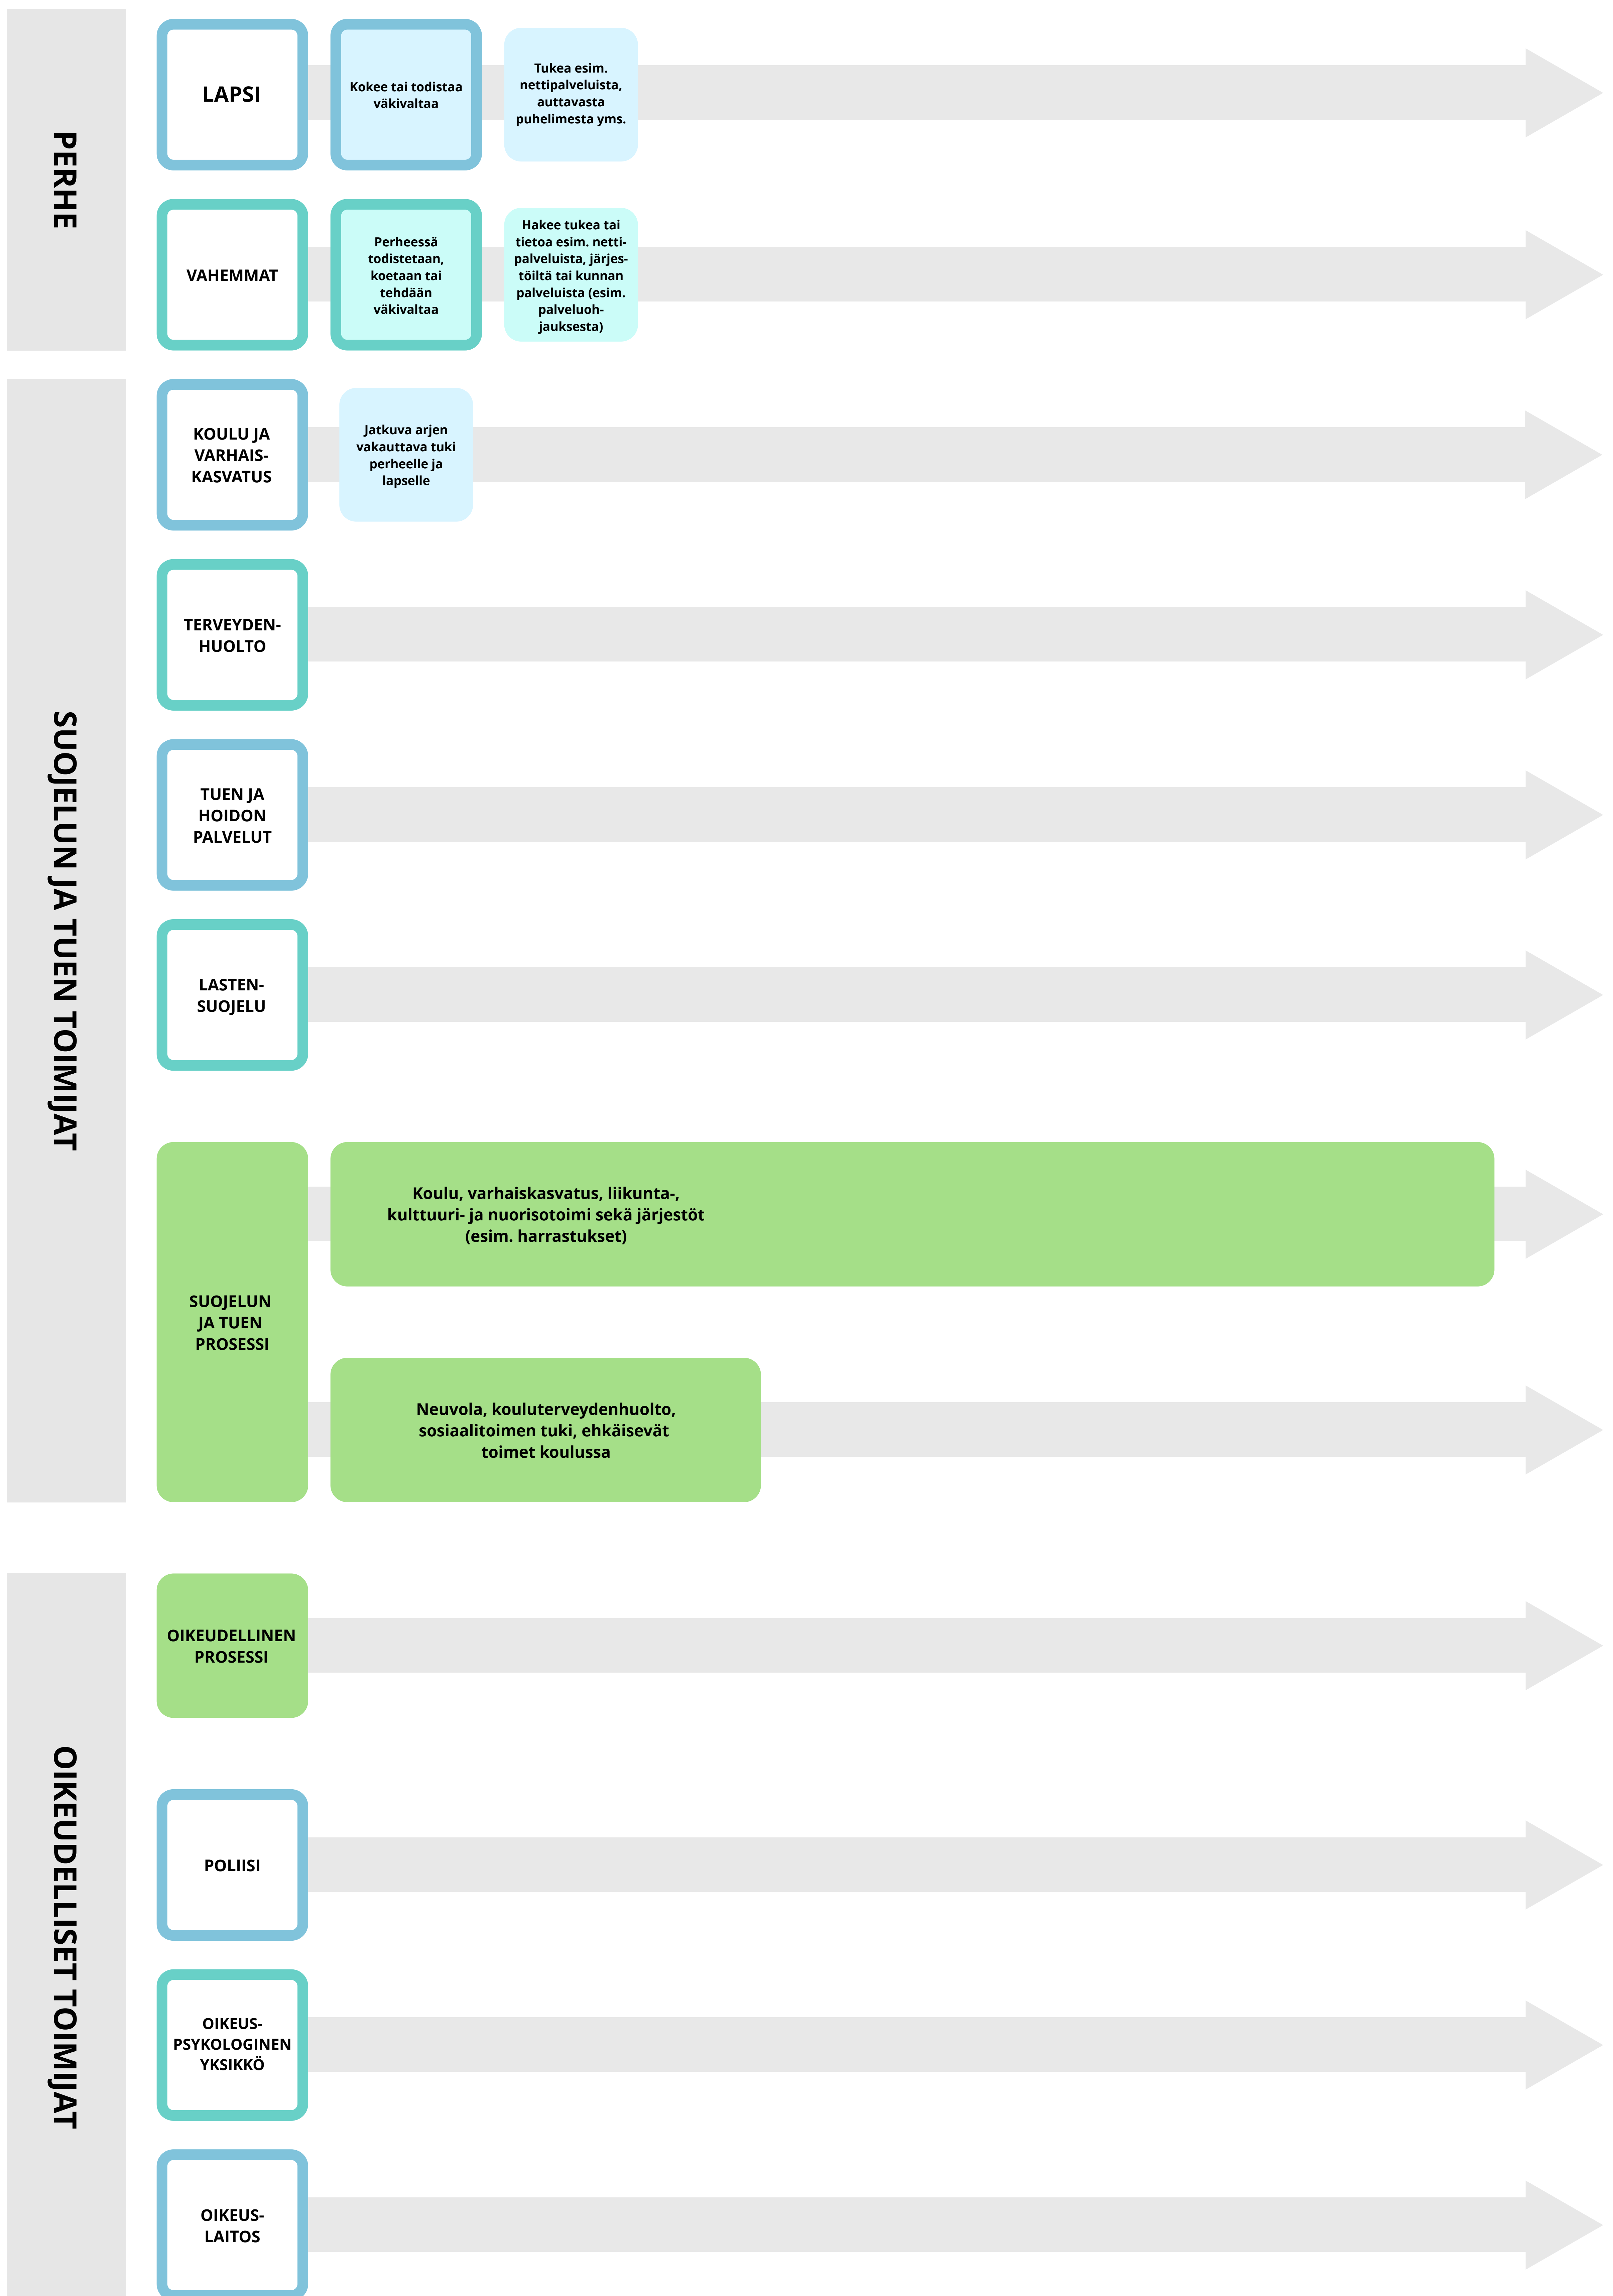 PERHE
LAPSI
Kokee tai todistaa
väkivaltaa
Tukea esim.
nettipalveluista,
auttavasta
puhelimesta yms.
VAHEMMAT
Perheessä
todistetaan,
koetaan tai
tehdään
väkivaltaa
Hakee tukea tai
tietoa esim. netti-
palveluista, järjes-
töiltä tai kunnan
palveluista (esim.
palveluoh-
jauksesta)
SUOJELUN JA TUEN TOIMIJAT
KOULU JA
VARHAIS-
KASVATUS
Jatkuva arjen
vakauttava tuki
perheelle ja
lapselle
TERVEYDEN-
HUOLTO
TUEN JA
HOIDON
PALVELUT
LASTEN-
SUOJELU
SUOJELUN
JA TUEN
PROSESSI
Koulu, varhaiskasvatus, liikunta-,
kulttuuri- ja nuorisotoimi sekä järjestöt
(esim. harrastukset)
Neuvola, kouluterveydenhuolto,
sosiaalitoimen tuki, ehkäisevät
toimet koulussa
OIKEUDELLISET TOIMIJAT
OIKEUDELLINEN
PROSESSI
POLIISI
OIKEUS-
PSYKOLOGINEN
YKSIKKÖ
OIKEUS-
LAITOS